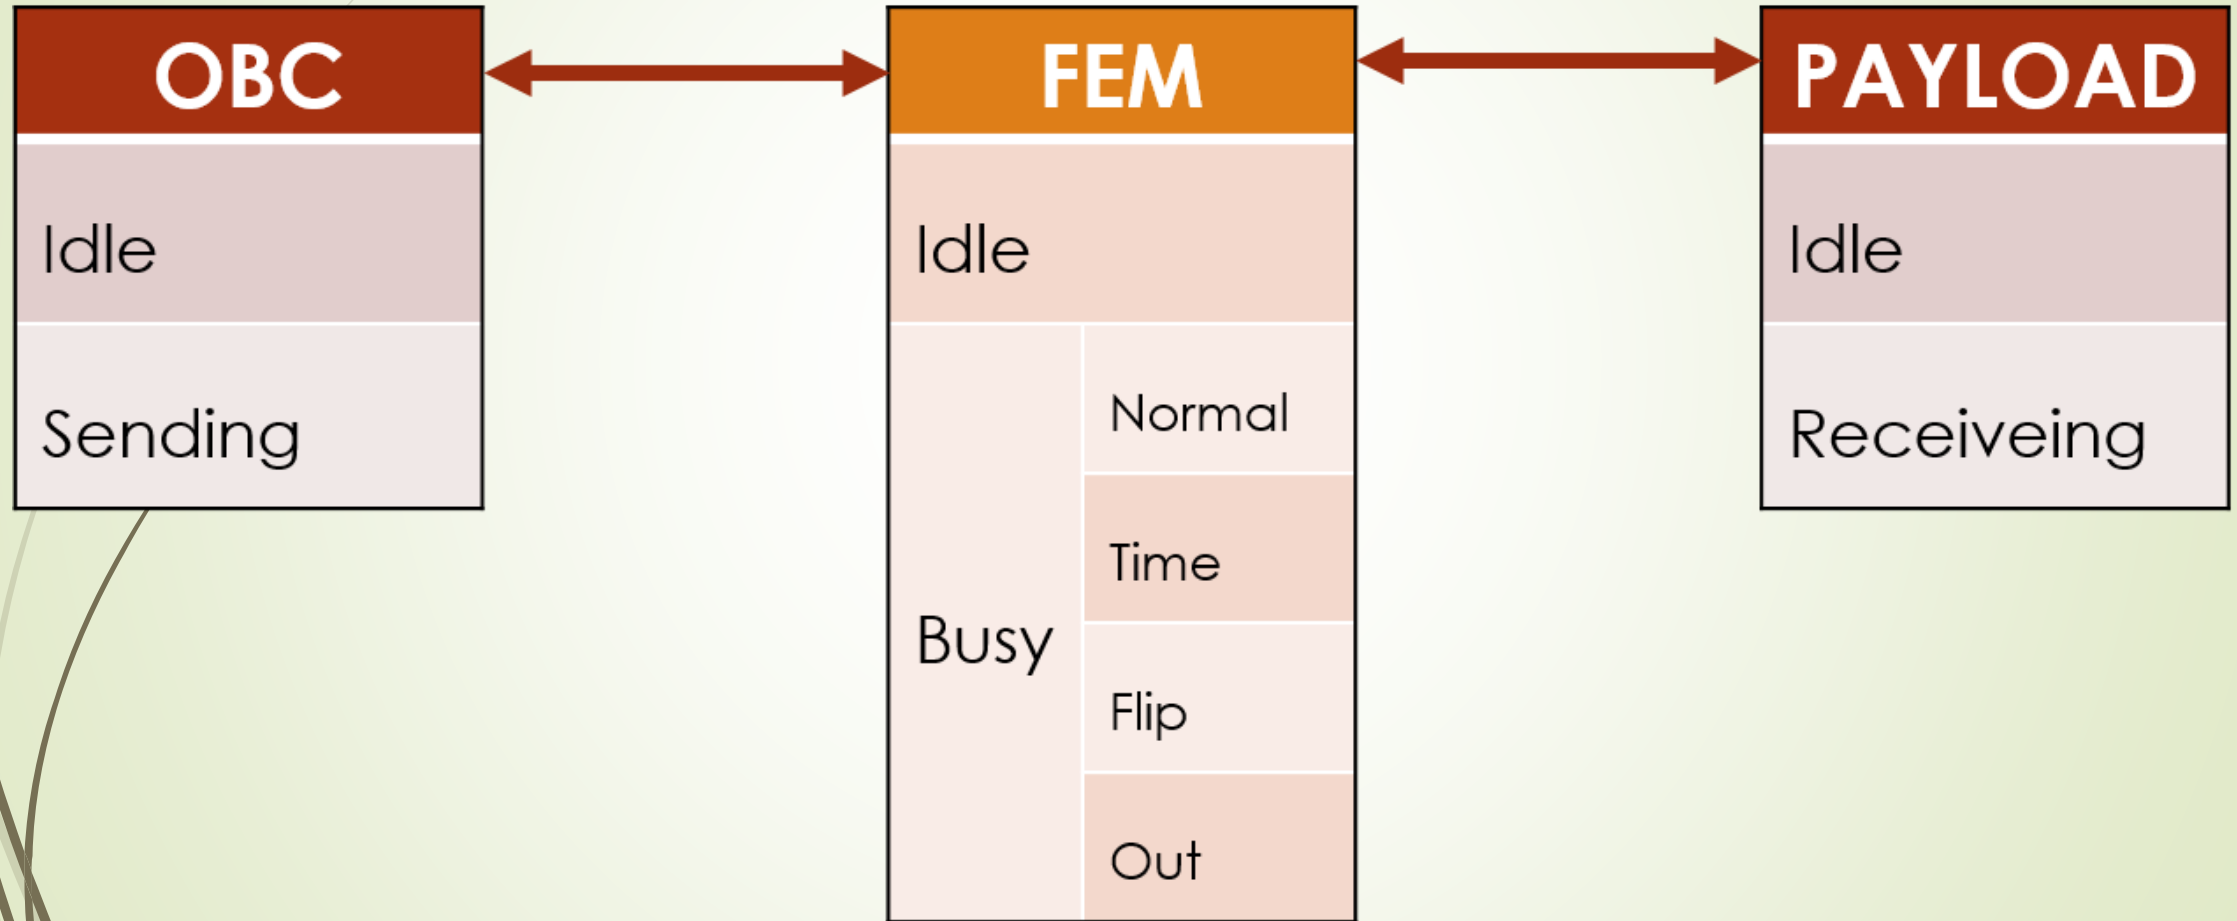 OBC
Idle
Sending
FEM
Idle
Busy
Normal
Time
Flip
Out
PAYLOAD
Idle
Receiveing